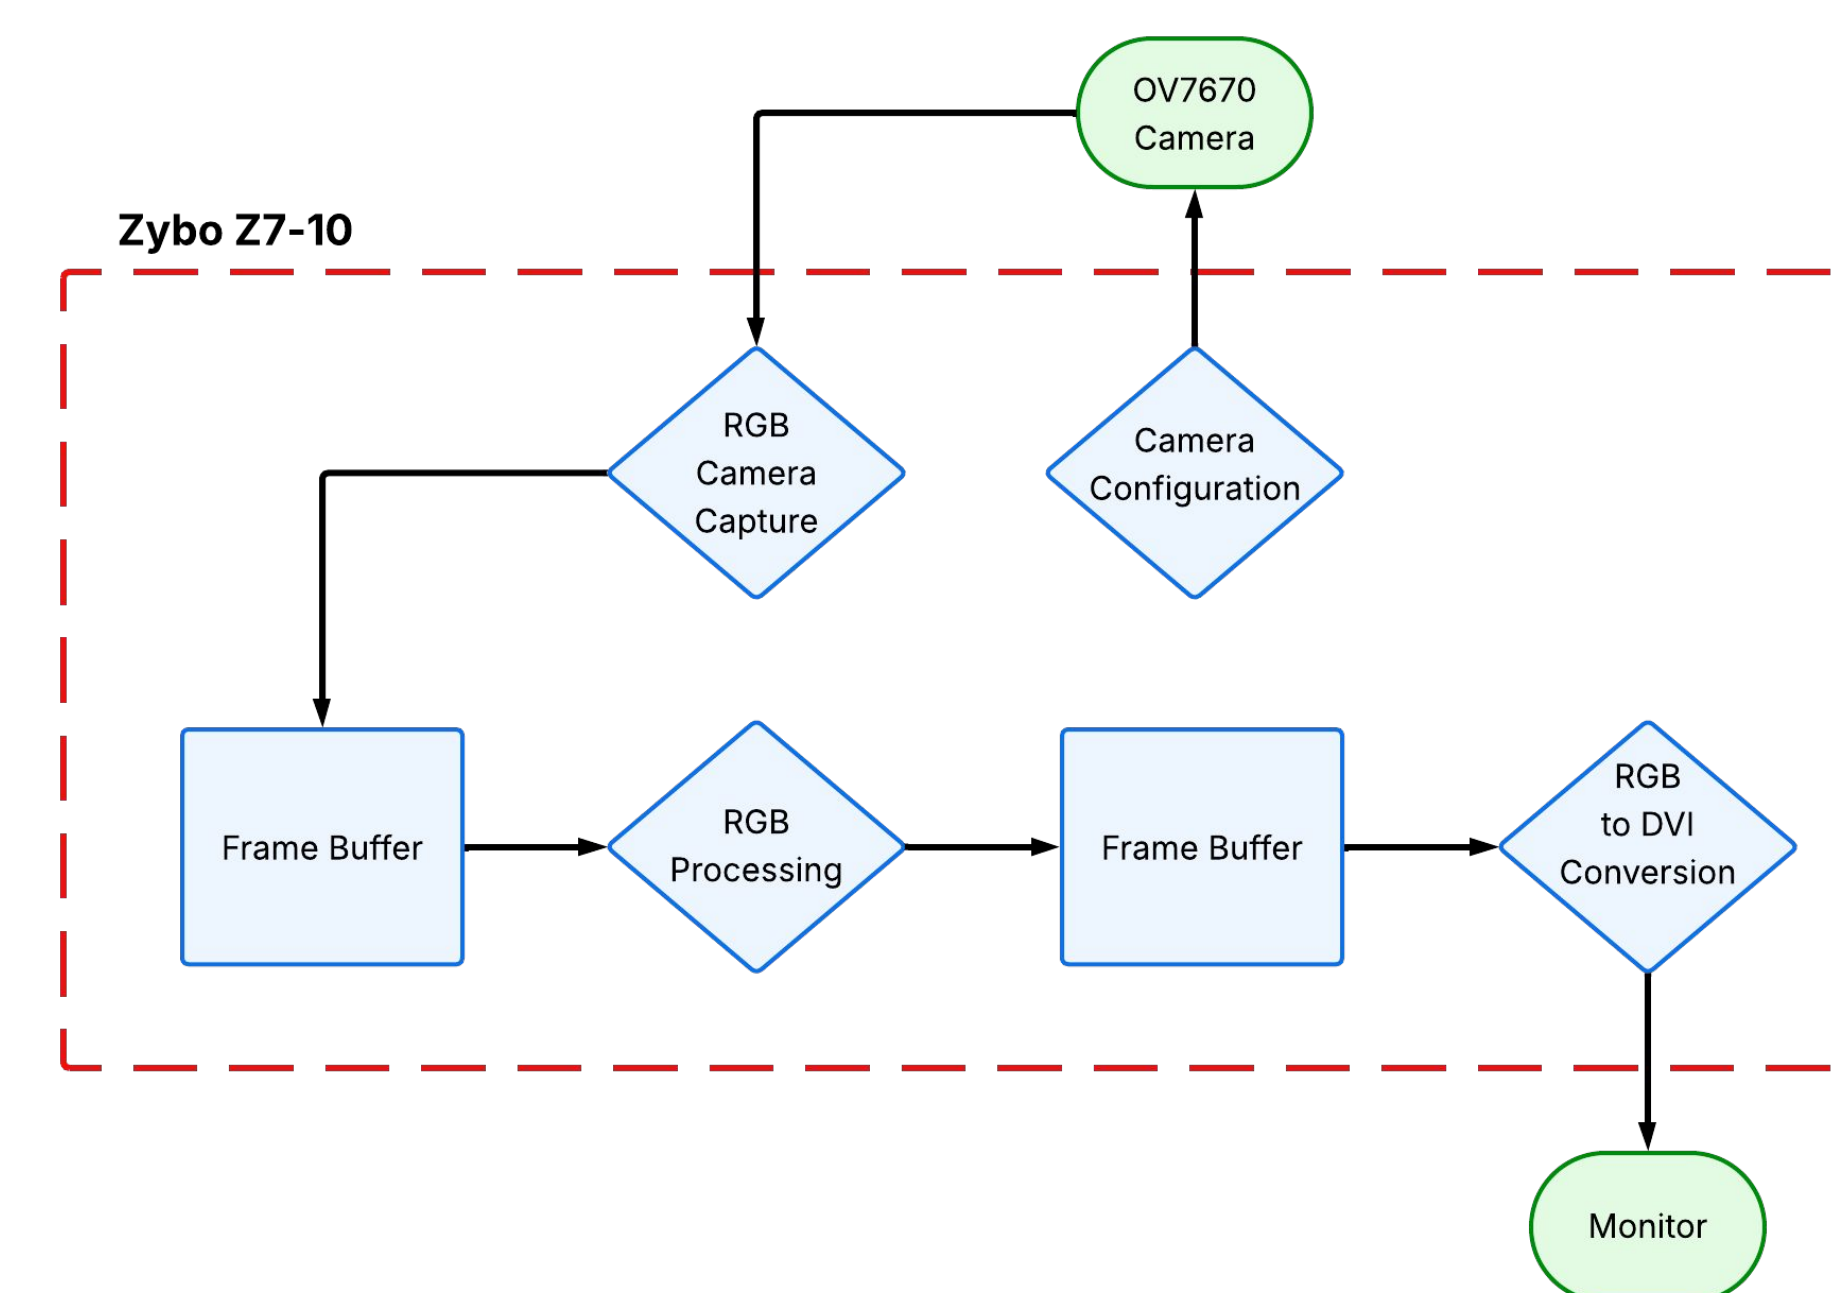 OV7670
Camera
Zybo Z7-10
RGB
Camera
Capture
Camera
Configuration
Frame Buffer
RGB
Processing
Frame Buffer
RGB
to DVI
Conversion
Monitor